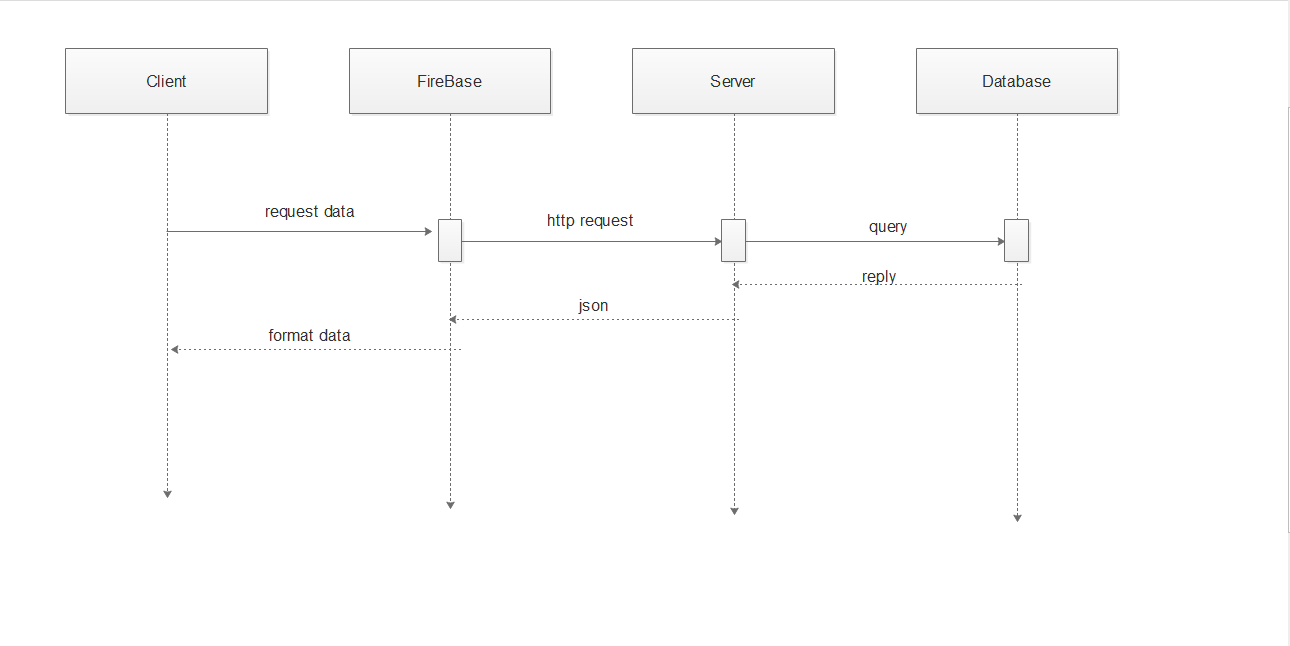 Client
FireBase
Server
Database
request data
http request
query
reply
json
format data